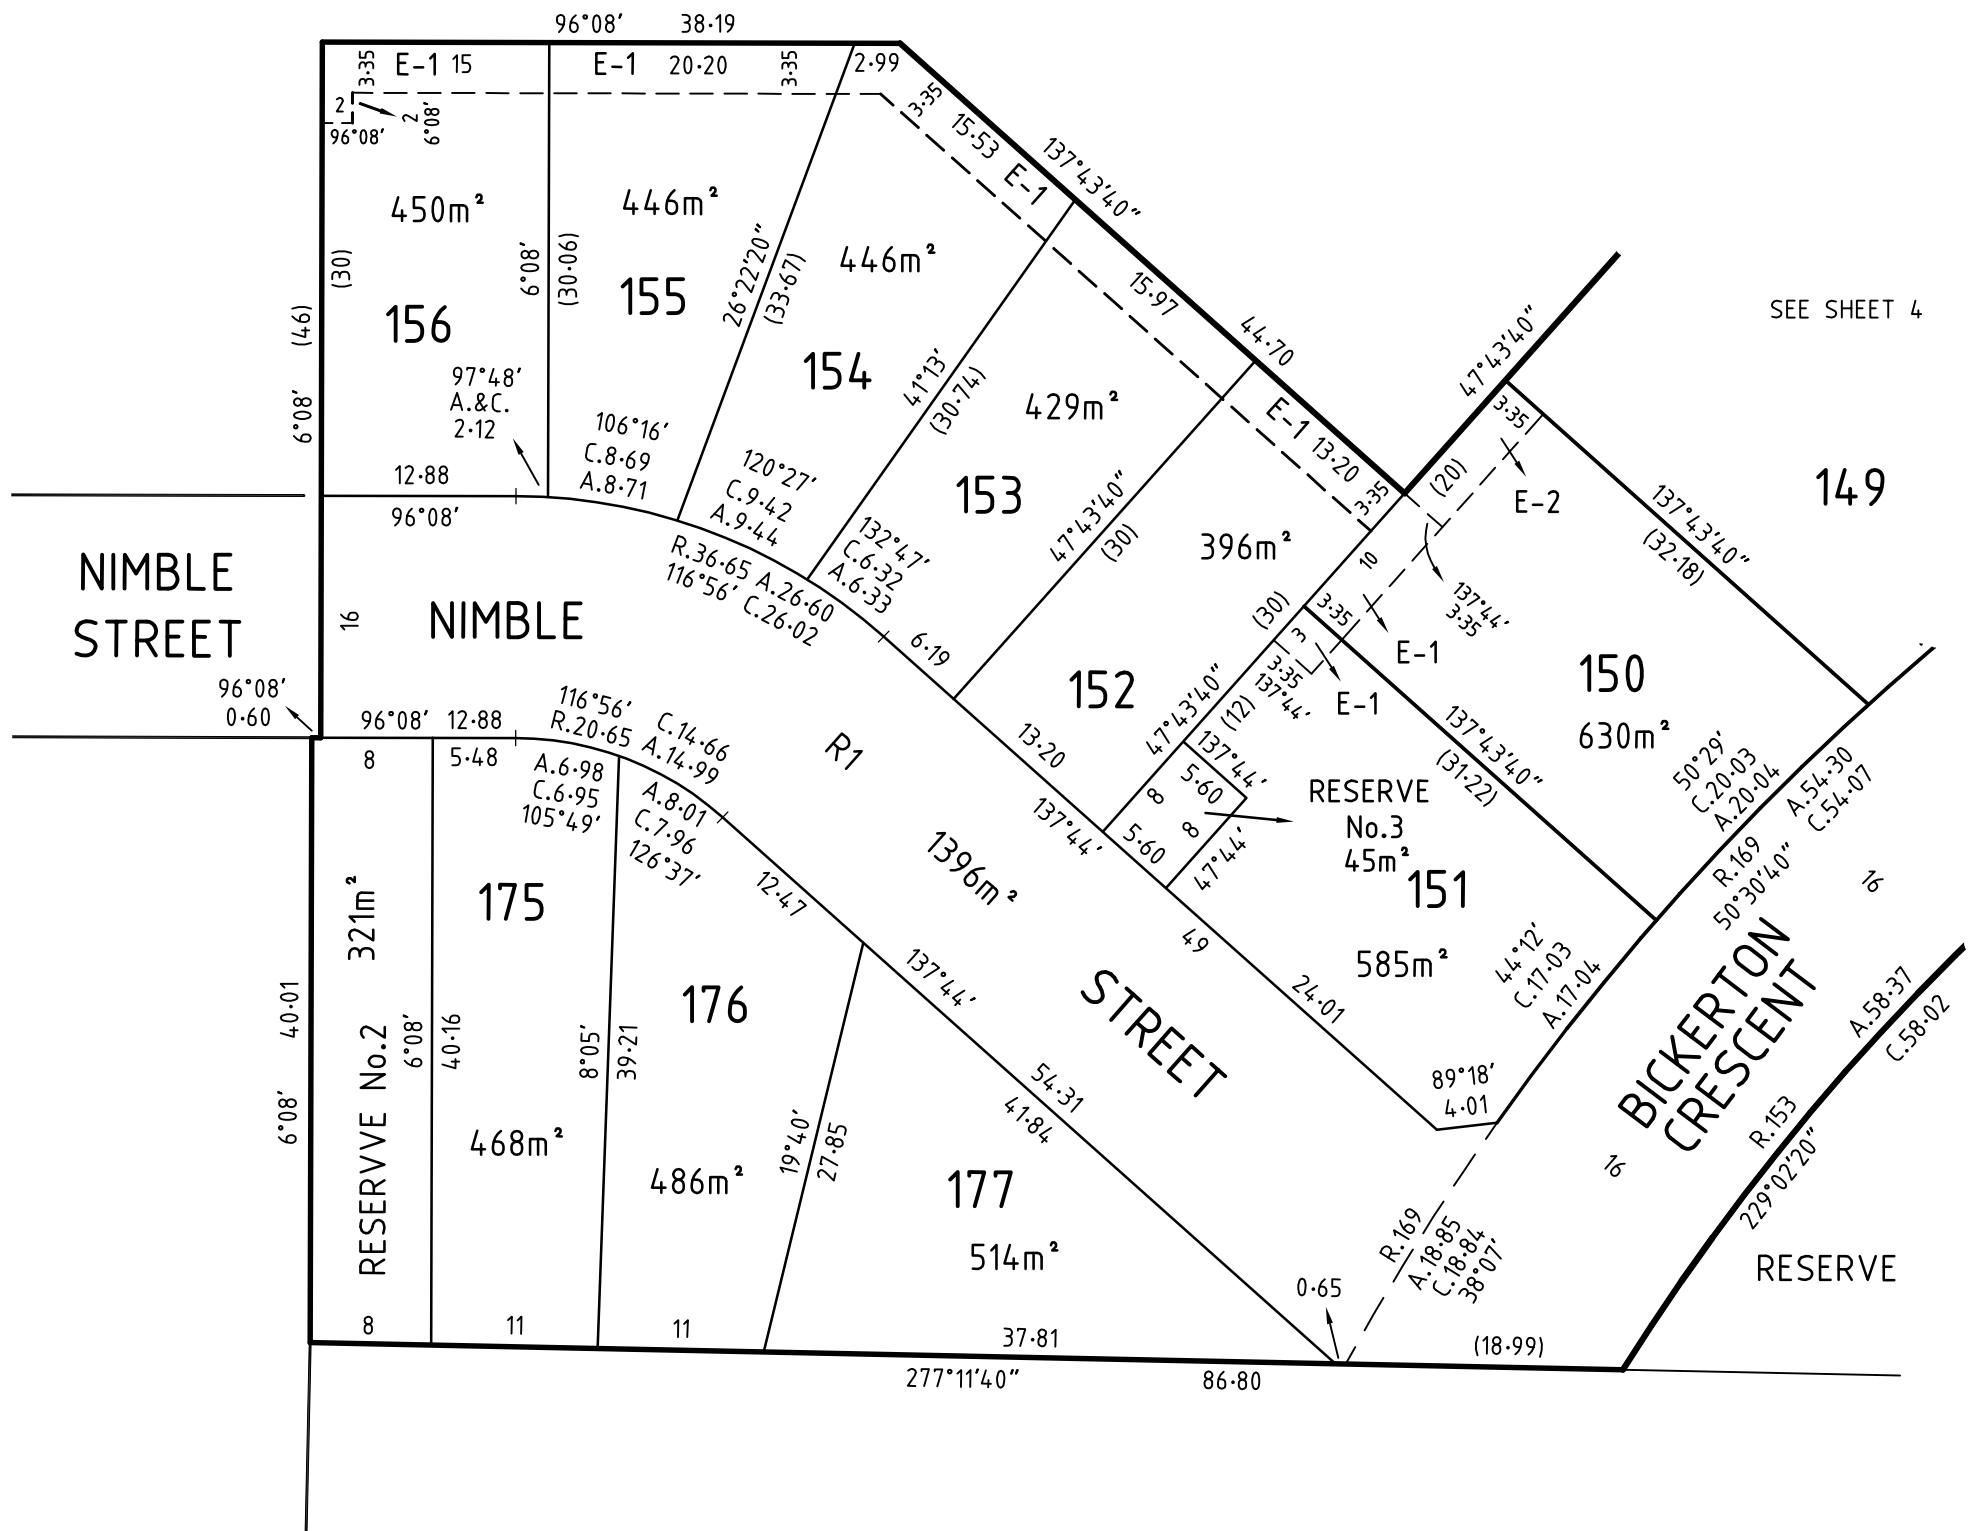 96°08′ 38·19
3·35 E-1 15
E-1 20·20 3·35
2·99
2
96°08′
2
6°08′
3·35
15·53
E-1
137°43′40″
450m²
446m²
446m²
(30)
6°08′
(30·06)
26°22′20″
(33·67)
156
155
154
(46)
6°08′
97°48′
A.&C.
2·12
12·88
96°08′
106°16′
C.8·69
A.8·71
120°27′
C.9·42
A.9·44
41°13′
(30·74)
15·97
44·70
429m²
153
132°47′
C.6·32
A.6·33
R.36·65 A.26·60
116°56′ C.26·02
47°43′40″
(30)
E-1 13·20
3·35
396m²
152
6·19
13·20
47°43′40″
SEE SHEET 4
3·35
(20)
E-2
149
137°43′40″
(32·18)
10
137°44′
3·35
(30)
3·35
E-1
3
3·35
137°44′
E-1
150
630m²
47°43′40″
(12)
137°44′
5·60
8
8
5·60
47°44′
137°44′
RESERVE
No.3
45m²
151
585m²
137°43′40″
(31·22)
50°29′
C.20·03
A.20·04
A.54·30
C.54·07
R.169
50°30′40″
44°12′
C.17·03
A.17·04
16
BICKERTON
CRESCENT
16
A.58·37
C.58·02
R.153
229°02′20″
RESERVE
NIMBLE
STREET
16
NIMBLE
R1
1396m²
STREET
49
24·01
89°18′
4·01
96°08′
0·60
96°08′ 12·88
8
5·48
116°56′ C.14·66
R.20·65 A.14·99
A.6·98
C.6·95
105°49′
A.8·01
C.7·96
126°37′
12·47
137°44′
54·31
41·84
40·01
6°08′
RESERVVE No.2 321m²
6°08′
40·16
175
468m²
8°05′
39·21
176
486m²
19°40′
27·85
177
514m²
R.169
A.18·85
C.18·84
38°07′
0·65
8
11
11
37·81
(18·99)
277°11′40″ 86·80